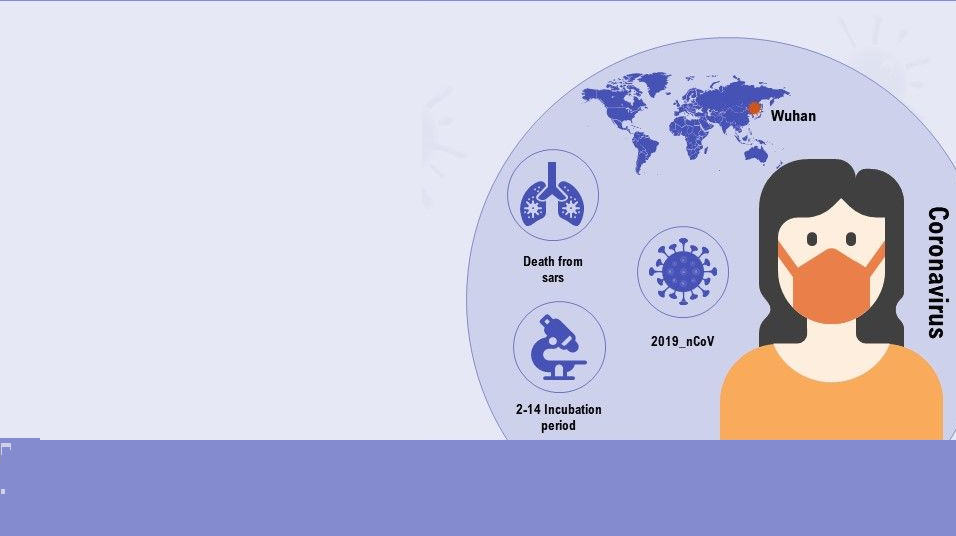 Wuhan
Death from
sars
2019_nCoV
2-14 Incubation
period
Coronavirus